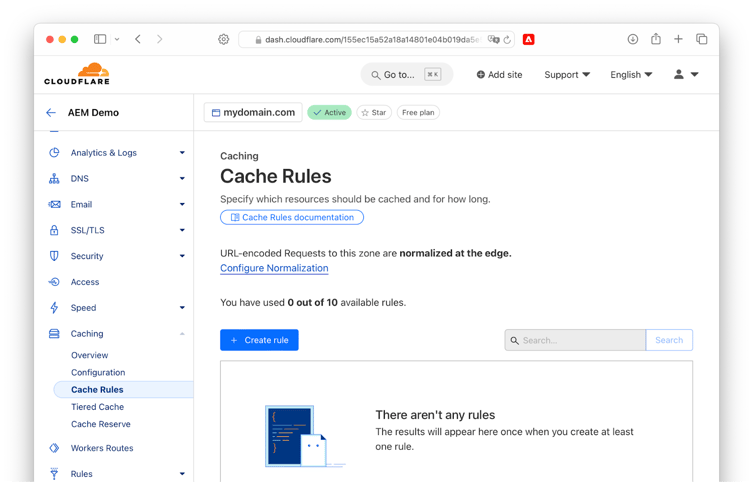 dash.cloudflare.com/155ec15a52a18a14801e04b019da5e
CLOUDFLARE
Go to...
⌘ K
Add site
Support
English
AEM Demo
mydomain.com
Active
Star
Free plan
Analytics & Logs
DNS
Email
SSL/TLS
Security
Access
Speed
Caching
Overview
Configuration
Cache Rules
Tiered Cache
Cache Reserve
Workers Routes
Rules
Caching
Cache Rules
Specify which resources should be cached and for how long.
Cache Rules documentation
URL-encoded Requests to this zone are normalized at the edge.
Configure Normalization
You have used 0 out of 10 available rules.
+ Create rule
Search...
Search
There aren't any rules
The results will appear here once when you create at least
one rule.